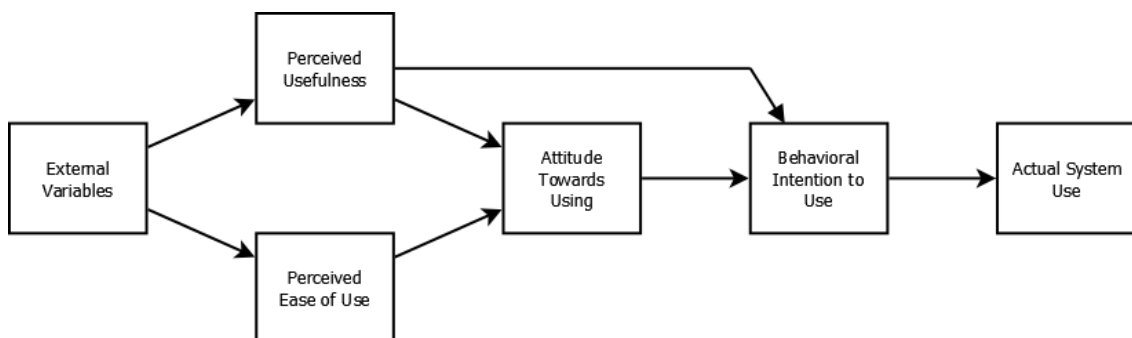 Perceived
Usefulness
External
Variables
Perceived
Ease of Use
Attitude
Towards
Using
Behavioral
Intention to
Use
Actual System
Use